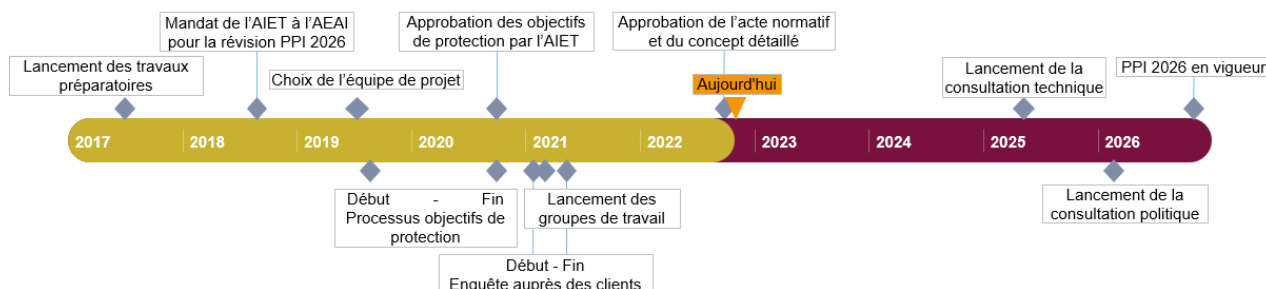 Mandat de l'AIET à l'AEAI
pour la révision PPI 2026
Approbation des objectifs
de protection par l'AIET
Approbation de l'acte normatif
et du concept détaillé
Lancement des travaux
préparatoires
Choix de l'équipe de projet
Aujourd'hui
Lancement de la
consultation technique
PPI 2026 en vigueur
2017
2018
2019
2020
2021
2022
2023
2024
2025
2026
Début - Fin
Processus objectifs de
protection
Lancement des
groupes de travail
Lancement de la
consultation politique
Début - Fin
Enquête auprès des clients